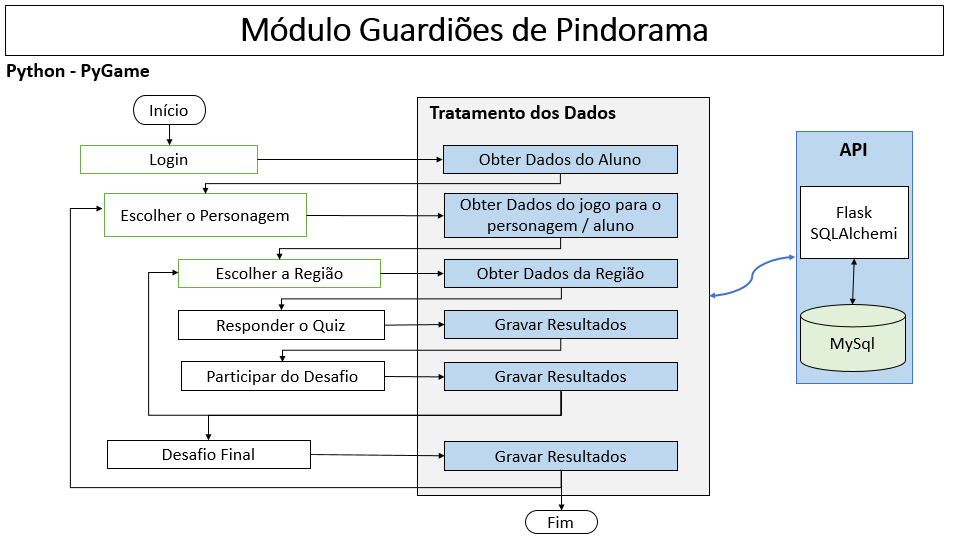 Módulo Guardiões de Pindorama
Python - PyGame
Início
Tratamento dos Dados
Login
Obter Dados do Aluno
API
Escolher o Personagem
Obter Dados do jogo para o
personagem / aluno
Flask
SQLAlchemi
Escolher a Região
Obter Dados da Região
Responder o Quiz
Gravar Resultados
MySql
Participar do Desafio
Gravar Resultados
Desafio Final
Gravar Resultados
Fim